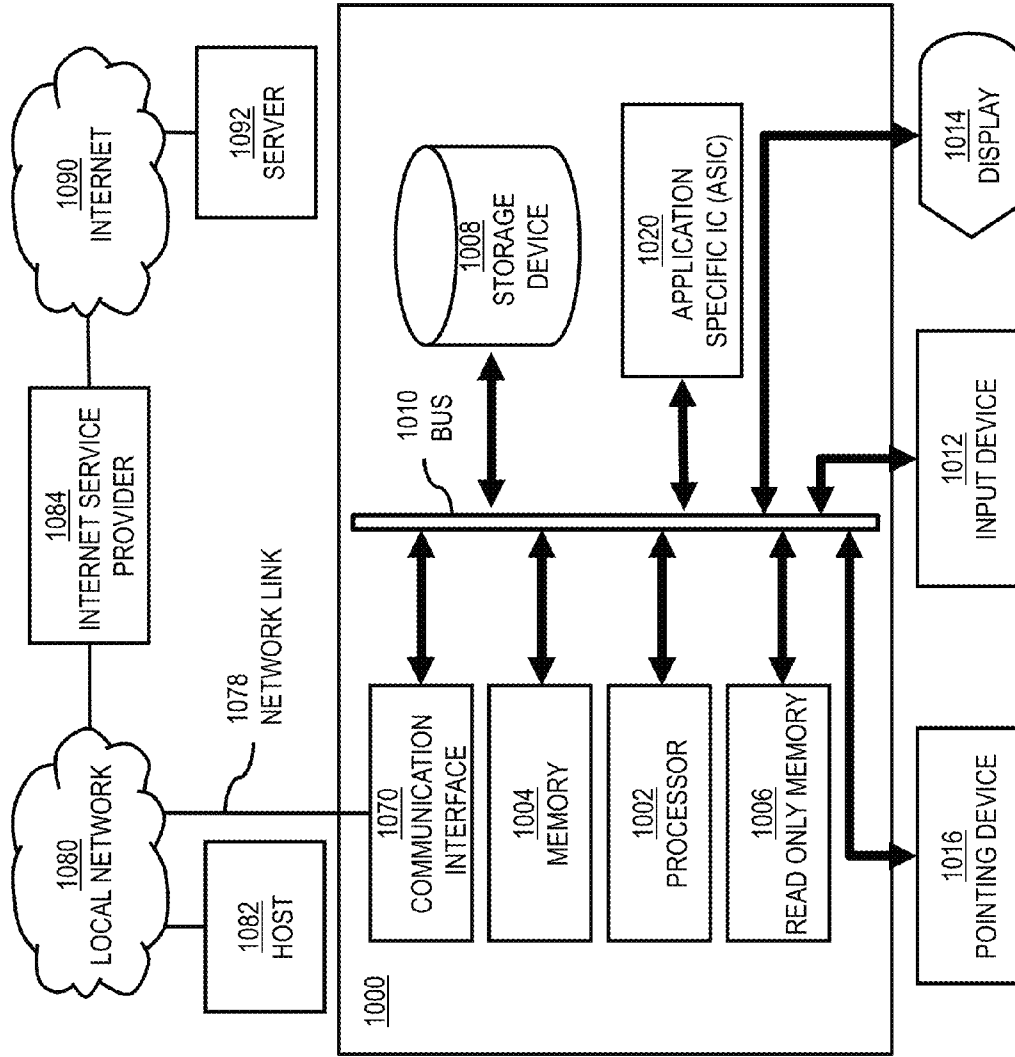 1080
LOCAL NETWORK
1084
INTERNET SERVICE
PROVIDER
1090
INTERNET
1082
HOST
1078
NETWORK LINK
1092
SERVER
1000
1070
COMMUNICATION
INTERFACE
1004
MEMORY
1002
PROCESSOR
1006
READ ONLY MEMORY
1010
BUS
1008
STORAGE
DEVICE
1020
APPLICATION
SPECIFIC IC (ASIC)
1016
POINTING DEVICE
1012
INPUT DEVICE
1014
DISPLAY